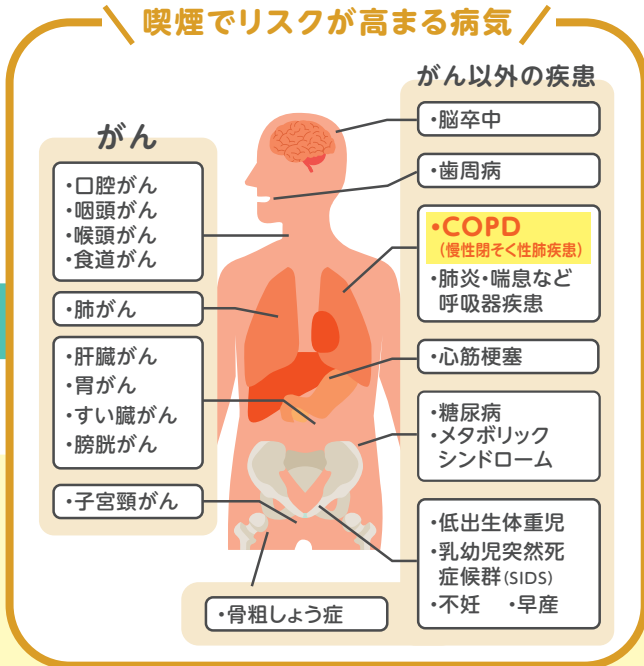 喫煙でリスクが高まる病気
がん
・口腔がん
・咽頭がん
・喉頭がん
・食道がん
・肺がん
・肝臓がん
・胃がん
・すい臓がん
・膀胱がん
・子宮頸がん
がん以外の疾患
・脳卒中
・歯周病
・COPD
(慢性閉そく性肺疾患)
・肺炎・喘息など
呼吸器疾患
・心筋梗塞
・糖尿病
・メタボリック
シンドローム
・低出生体重児
・乳幼児突然死
症候群(SIDS)
・不妊 ・早産
・骨粗しょう症